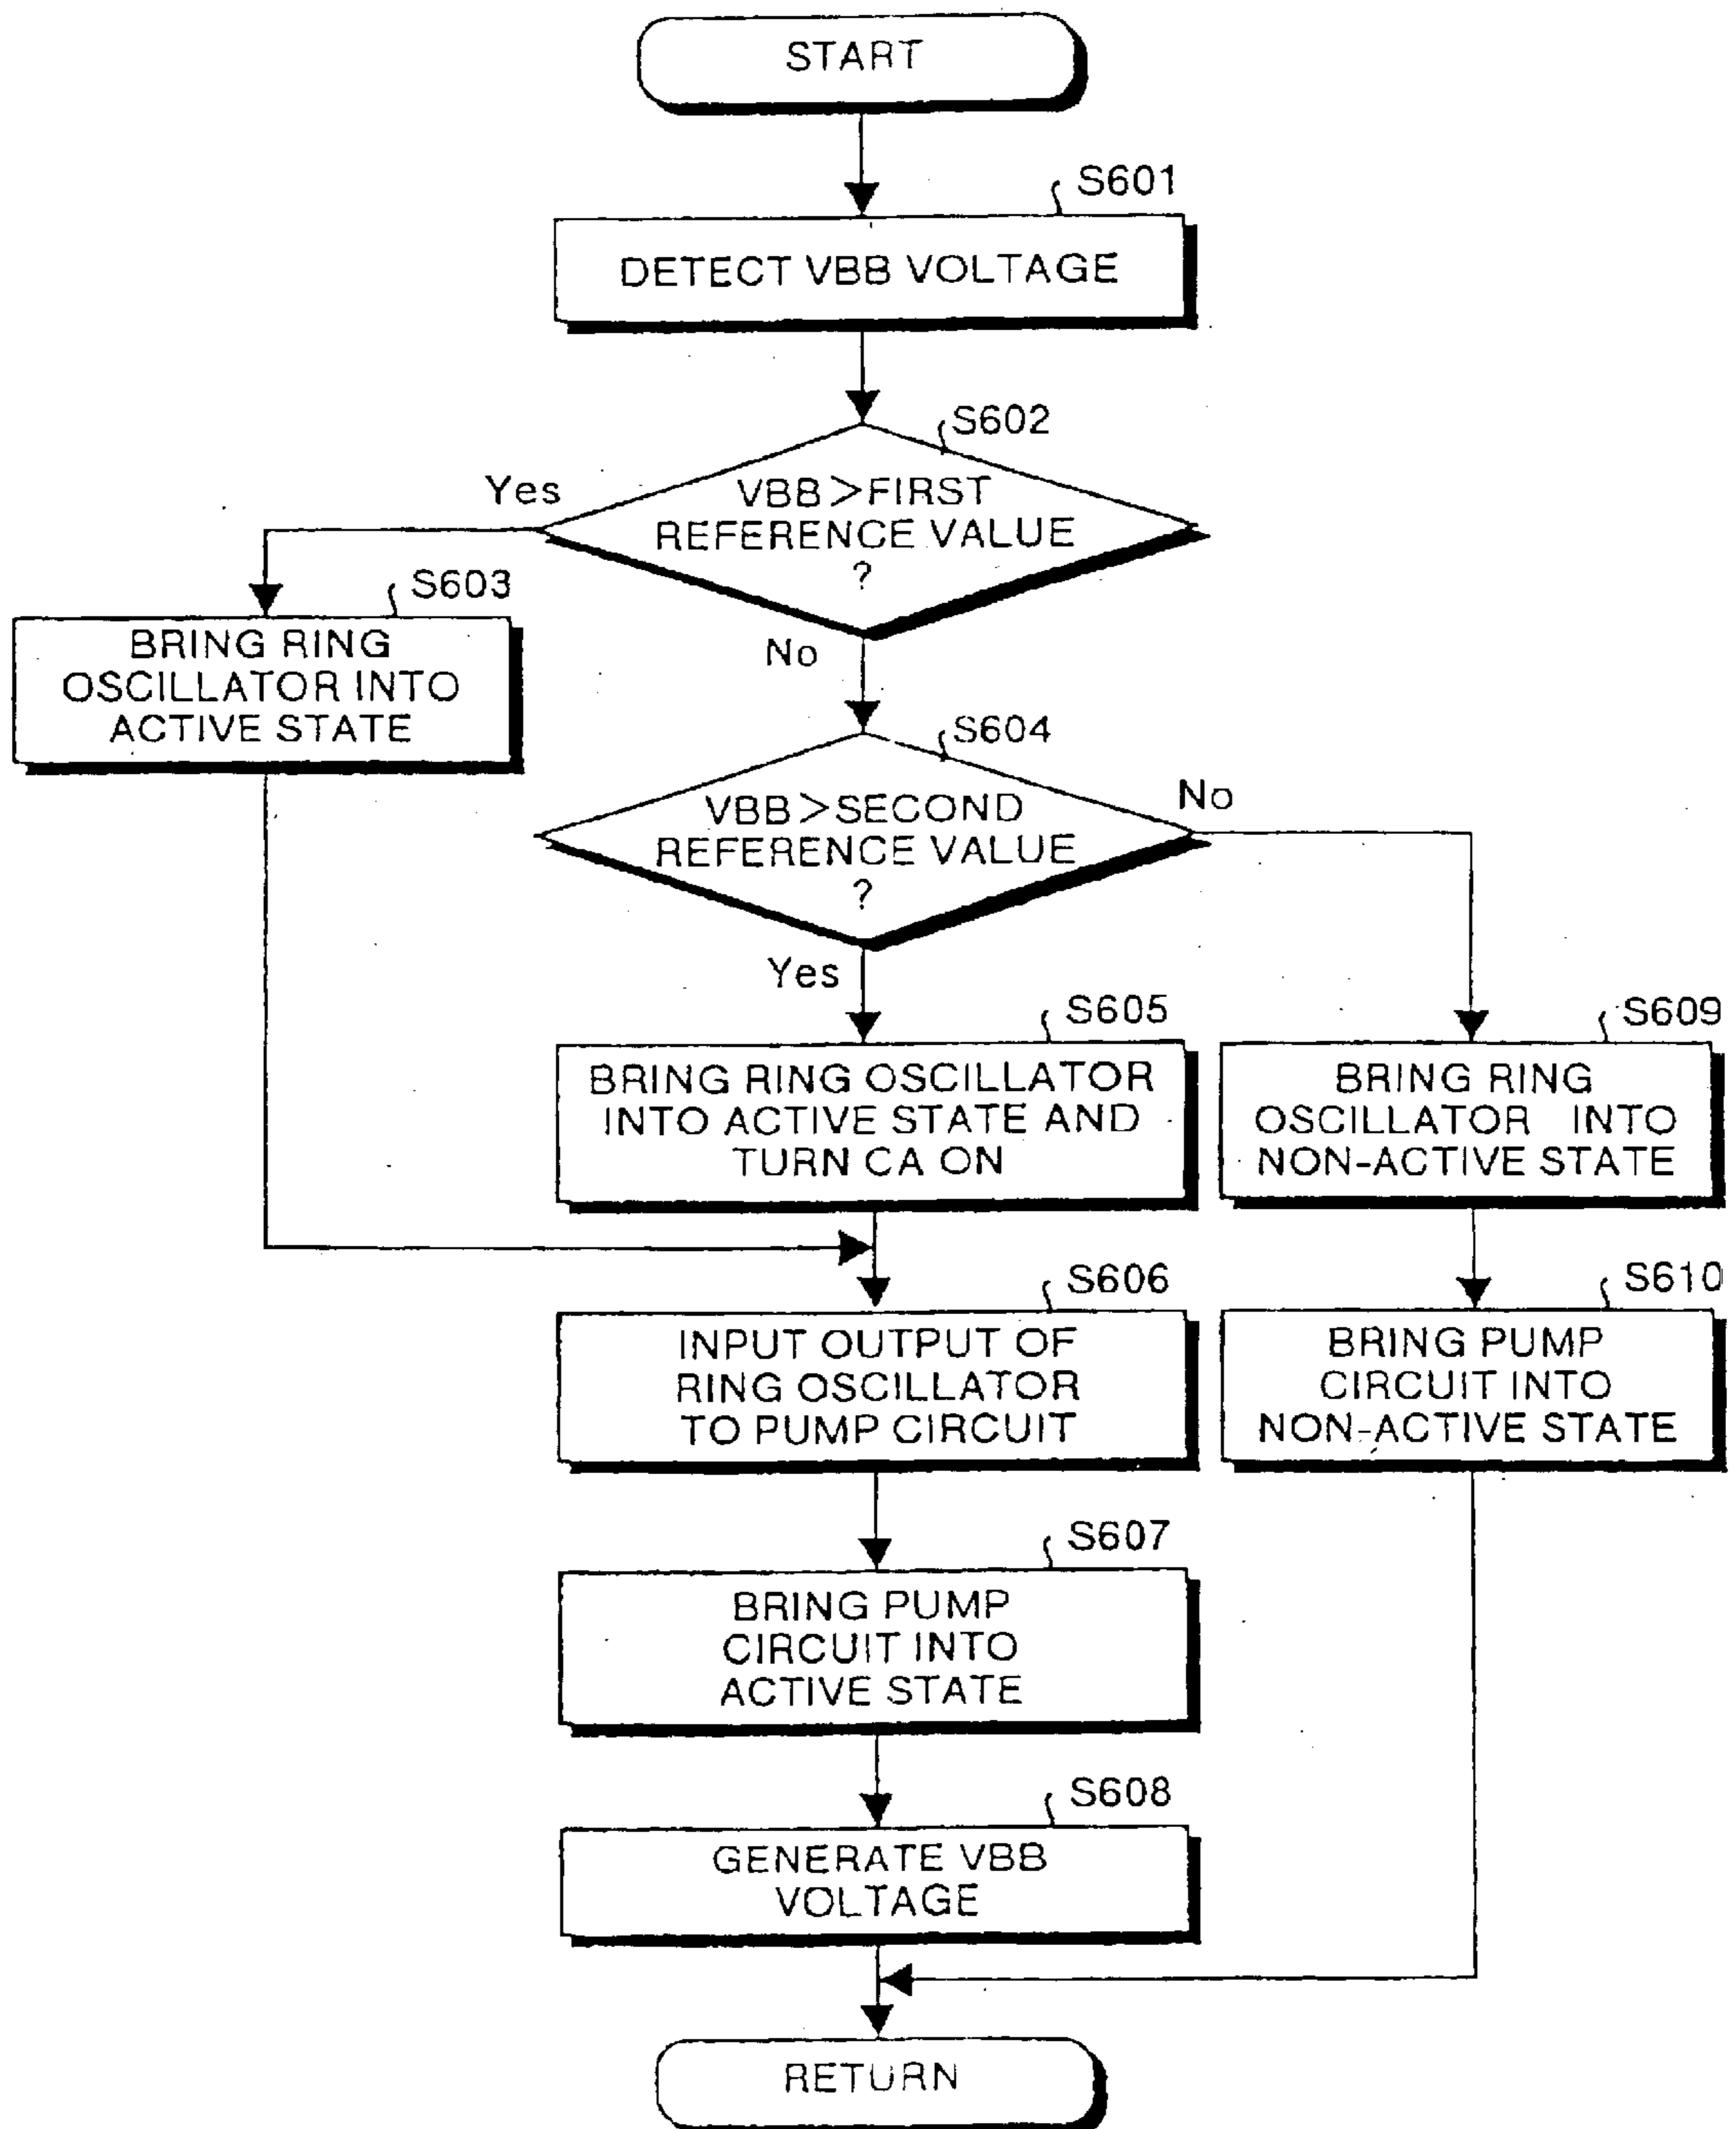 START
S601
DETECT VBB VOLTAGE
S602
Yes
VBB>FIRST
REFERENCE VALUE
?
No
S603
BRING RING
OSCILLATOR INTO
ACTIVE STATE
S604
VBB>SECOND
REFERENCE VALUE
?
No
Yes
S605
BRING RING OSCILLATOR
INTO ACTIVE STATE AND
TURN CA ON
S609
BRING RING
OSCILLATOR INTO
NON-ACTIVE STATE
S606
INPUT OUTPUT OF
RING OSCILLATOR
TO PUMP CIRCUIT
S610
BRING PUMP
CIRCUIT INTO
NON-ACTIVE STATE
S607
BRING PUMP
CIRCUIT INTO
ACTIVE STATE
S608
GENERATE VBB
VOLTAGE
RETURN